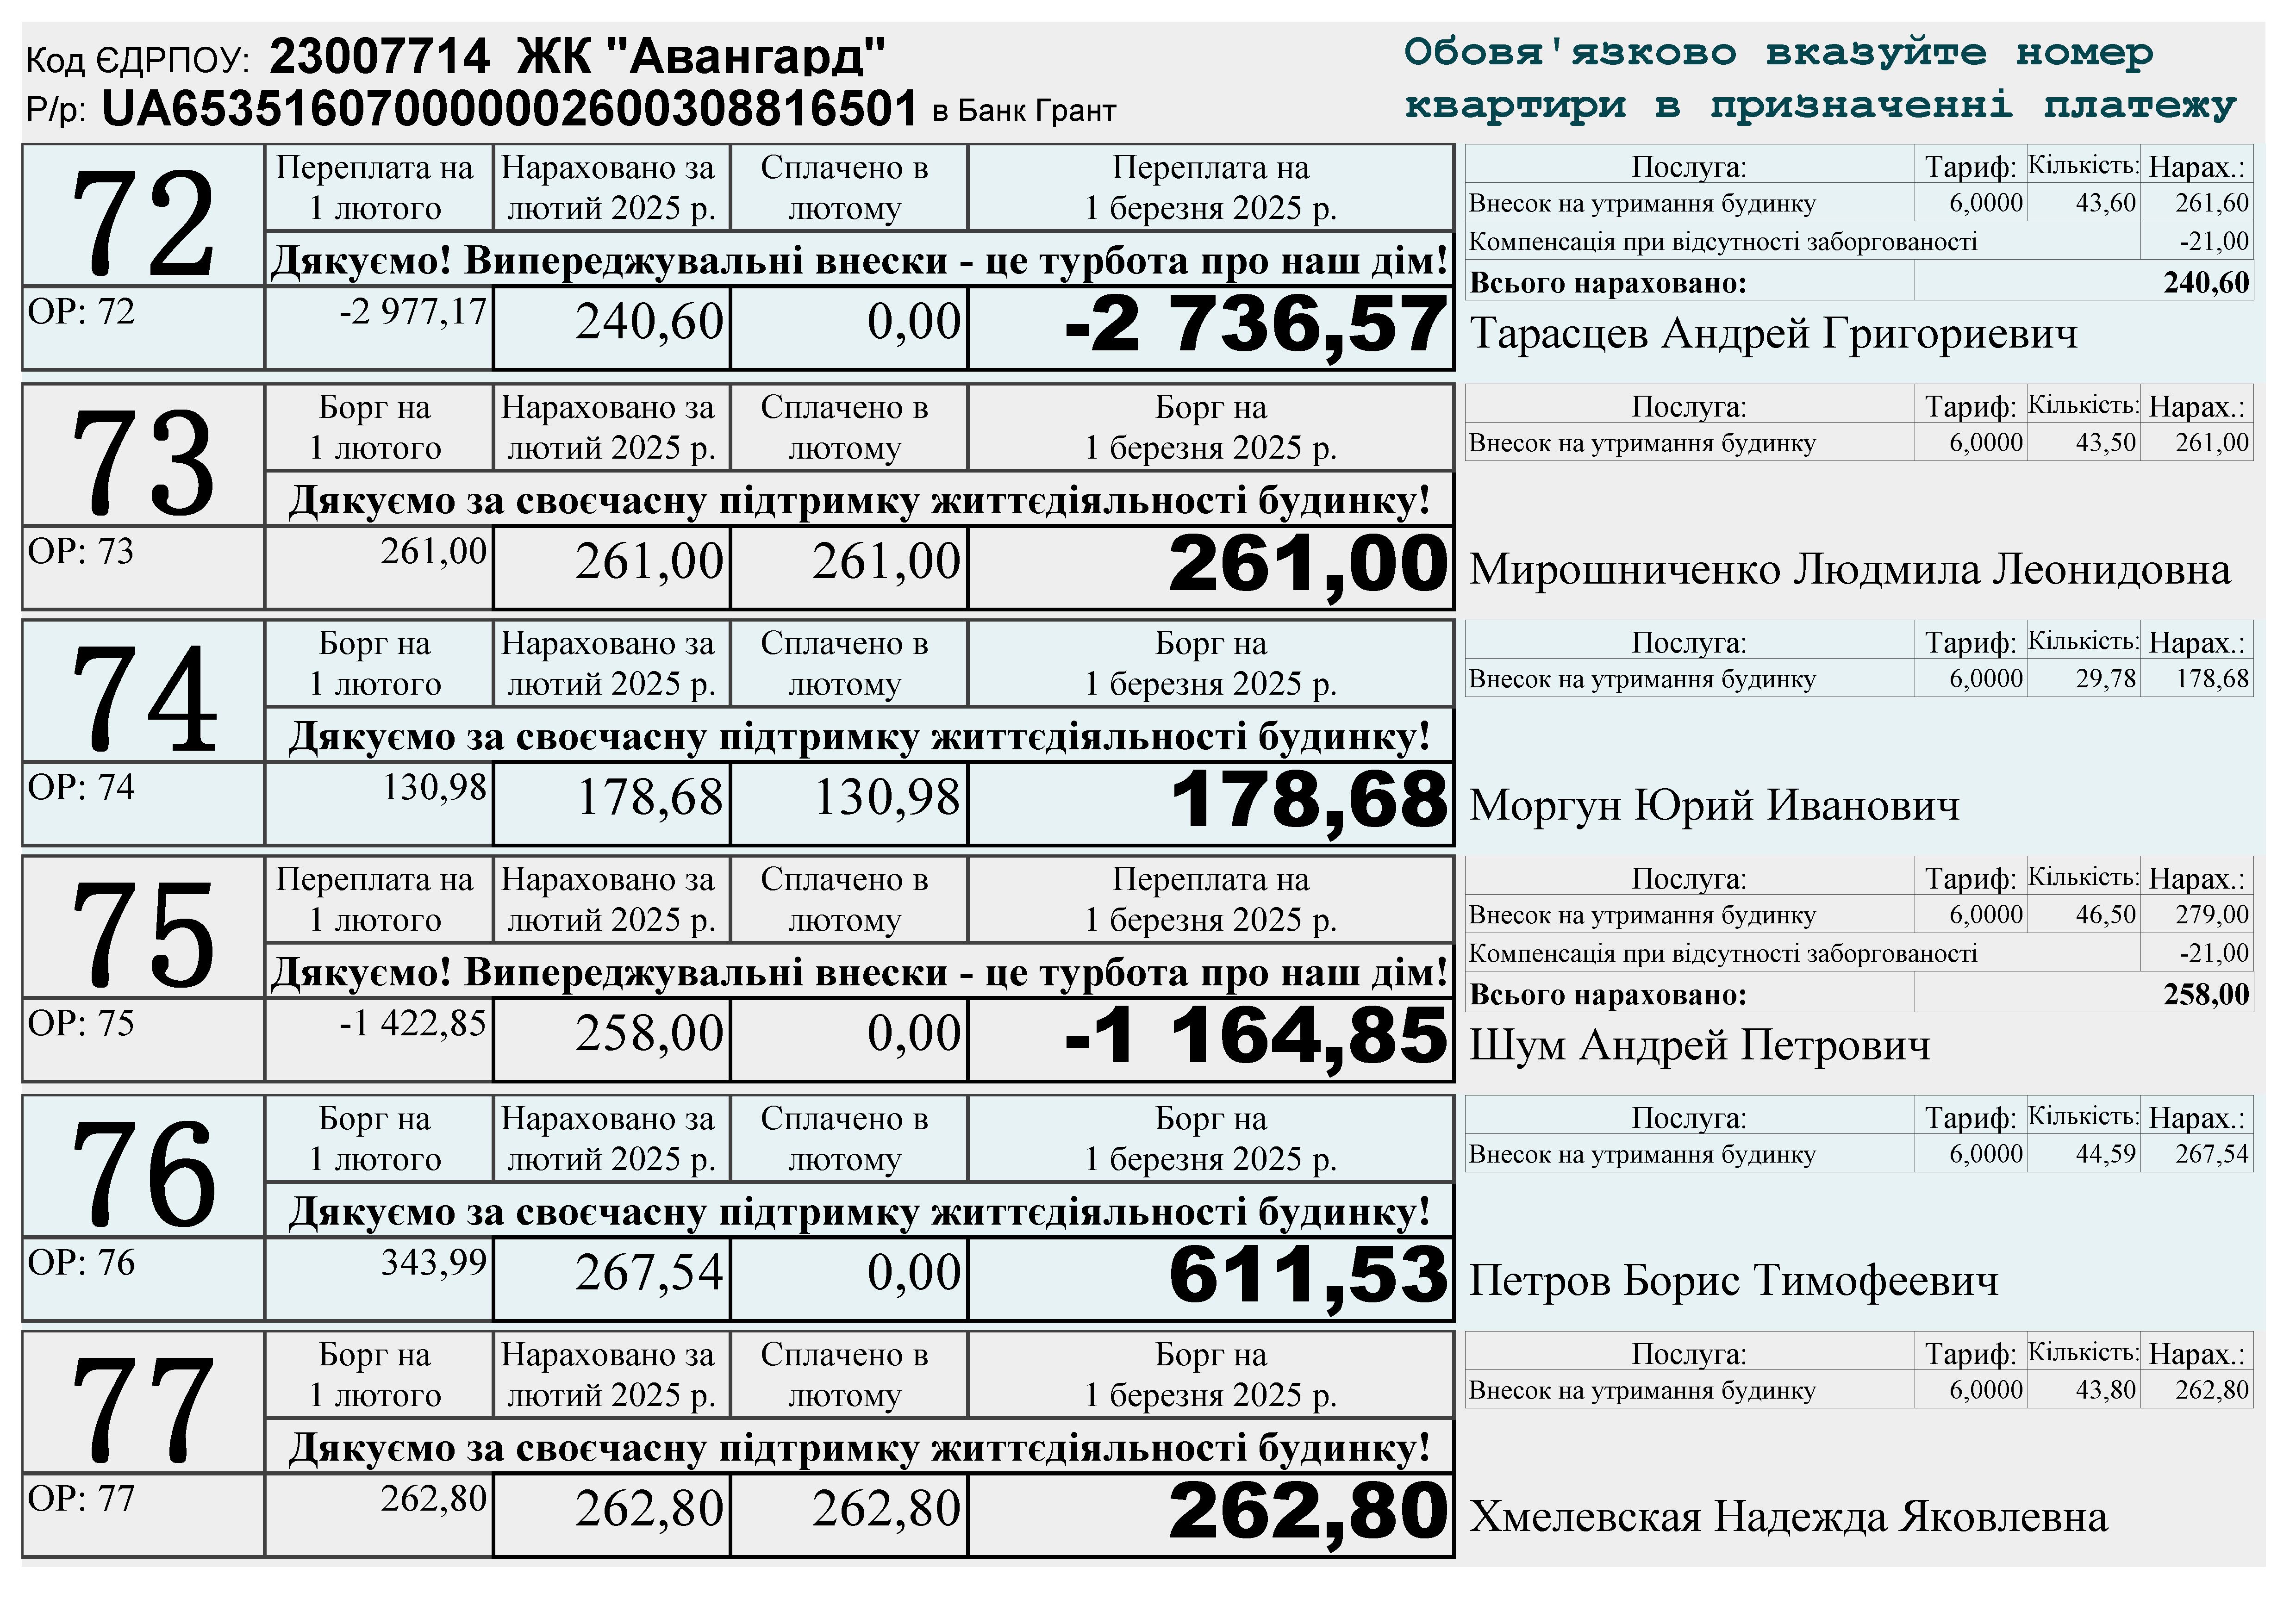 Код ЄДРПОУ: 23007714 ЖК "Авангард"
Р/р: UA653516070000002600308816501 в Банк Грант
Обовя'язково вказуйте номер
квартири в призначенні платежу
72
Переплата на 1 лютого
Нараховано за лютий 2025 р.
Сплачено в лютому
Переплата на 1 березня 2025 р.
Дякуємо! Випереджувальні внески - це турбота про наш дім!
ОР: 72 -2 977,17 240,60 0,00 -2 736,57
Послуга: Тариф: Кількість: Нарах.:
Внесок на утримання будинку 6,0000 43,60 261,60
Компенсація при відсутності заборгованості -21,00
Всього нараховано: 240,60
Тарасцев Андрей Григориевич
73
Борг на 1 лютого
Нараховано за лютий 2025 р.
Сплачено в лютому
Борг на 1 березня 2025 р.
Дякуємо за своєчасну підтримку життєдіяльності будинку!
ОР: 73 261,00 261,00 261,00 261,00
Послуга: Тариф: Кількість: Нарах.:
Внесок на утримання будинку 6,0000 43,50 261,00
Мирошниченко Людмила Леонидовна
74
Борг на 1 лютого
Нараховано за лютий 2025 р.
Сплачено в лютому
Борг на 1 березня 2025 р.
Дякуємо за своєчасну підтримку життєдіяльності будинку!
ОР: 74 130,98 178,68 130,98 178,68
Послуга: Тариф: Кількість: Нарах.:
Внесок на утримання будинку 6,0000 29,78 178,68
Моргун Юрий Иванович
75
Переплата на 1 лютого
Нараховано за лютий 2025 р.
Сплачено в лютому
Переплата на 1 березня 2025 р.
Дякуємо! Випереджувальні внески - це турбота про наш дім!
ОР: 75 -1 422,85 258,00 0,00 -1 164,85
Послуга: Тариф: Кількість: Нарах.:
Внесок на утримання будинку 6,0000 46,50 279,00
Компенсація при відсутності заборгованості -21,00
Всього нараховано: 258,00
Шум Андрей Петрович
76
Борг на 1 лютого
Нараховано за лютий 2025 р.
Сплачено в лютому
Борг на 1 березня 2025 р.
Дякуємо за своєчасну підтримку життєдіяльності будинку!
ОР: 76 343,99 267,54 0,00 611,53
Послуга: Тариф: Кількість: Нарах.:
Внесок на утримання будинку 6,0000 44,59 267,54
Петров Борис Тимофеевич
77
Борг на 1 лютого
Нараховано за лютий 2025 р.
Сплачено в лютому
Борг на 1 березня 2025 р.
Дякуємо за своєчасну підтримку життєдіяльності будинку!
ОР: 77 262,80 262,80 262,80 262,80
Послуга: Тариф: Кількість: Нарах.:
Внесок на утримання будинку 6,0000 43,80 262,80
Хмелевская Надежда Яковлевна